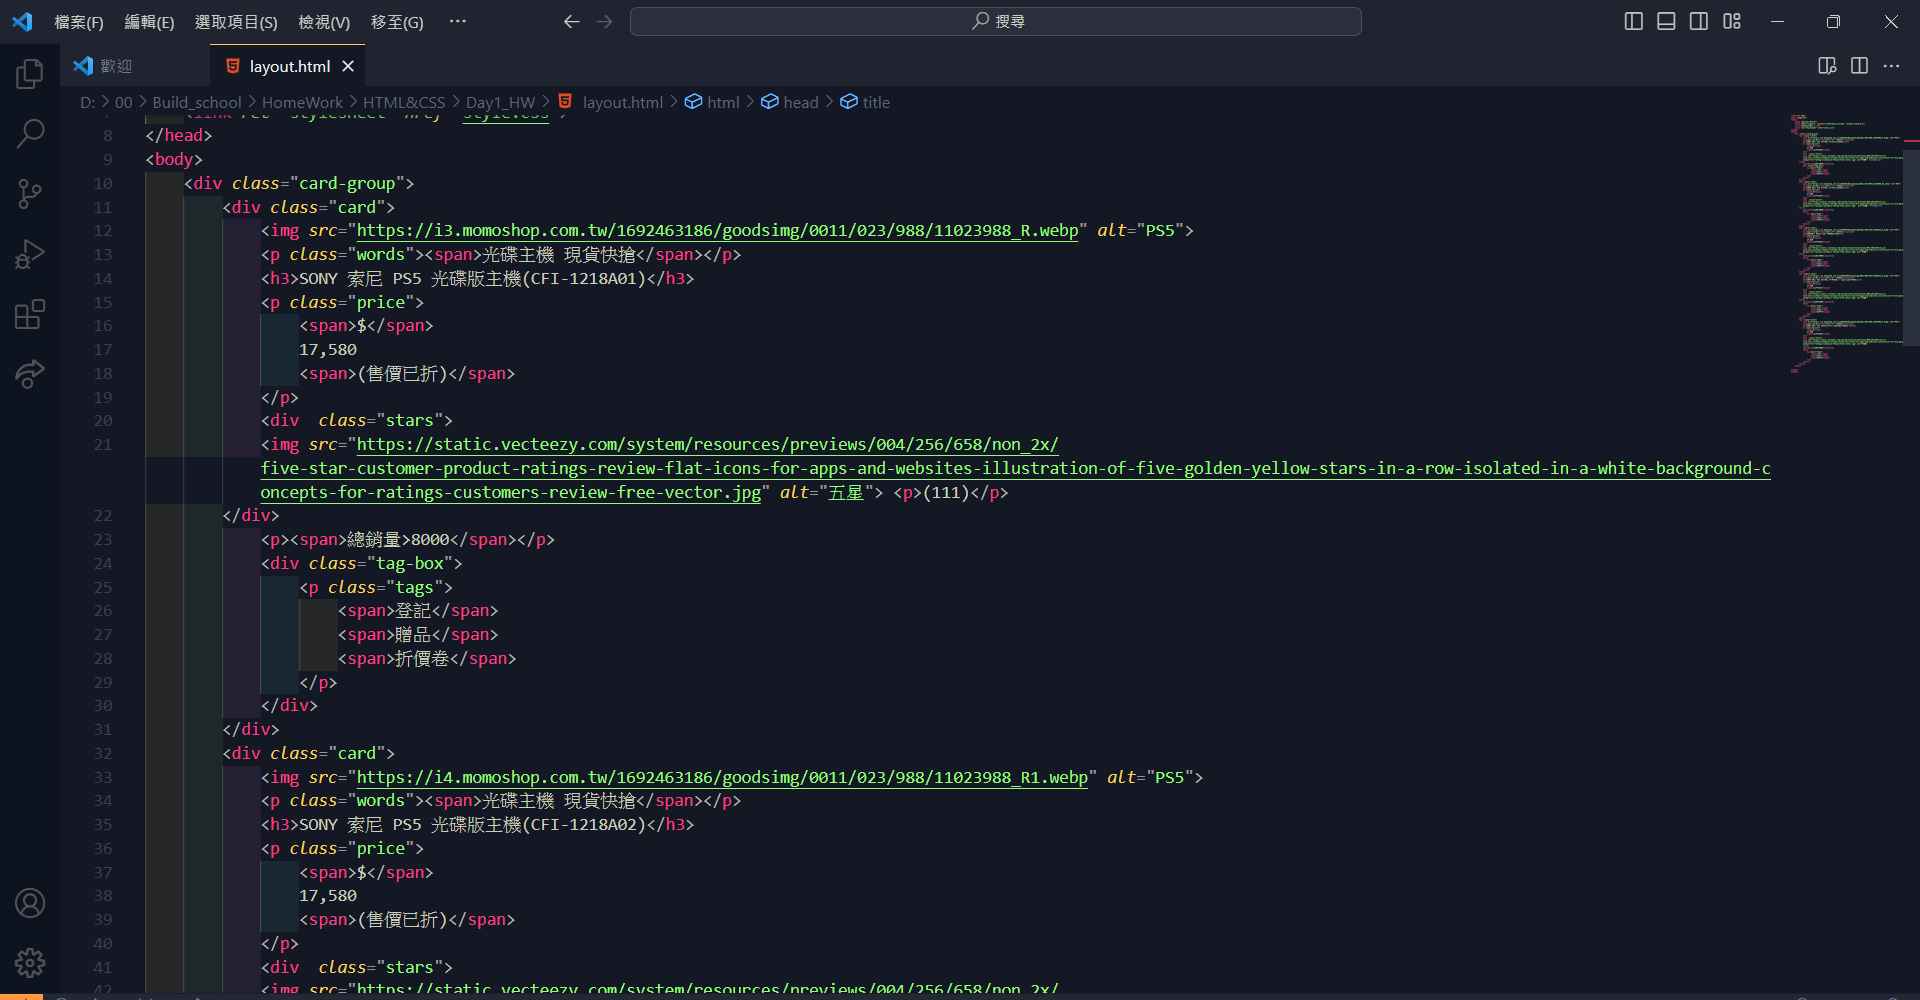 檔案(F) 編輯(E) 選取項目(S) 檢視(V) 移至(G) ··· 搜尋
歡迎 layout.html
D: > 00 > Build_school > HomeWork > HTML&CSS > Day1_HW > layout.html > html > head > title
8 </head>
9 <body>
10 <div class="card-group">
11 <div class="card">
12 <img src="https://i3.momoshop.com.tw/1692463186/goodsimg/0011/023/988/11023988_R.webp" alt="PS5">
13 <p class="words"><span>光碟主機 現貨快搶</span></p>
14 <h3>SONY 索尼 PS5 光碟版主機(CFI-1218A01)</h3>
15 <p class="price">
16 <span>$</span>
17 17,580
18 <span>(售價已折)</span>
19 </p>
20 <div  class="stars">
21 <img src="https://static.vecteezy.com/system/resources/previews/004/256/658/non_2x/
five-star-customer-product-ratings-review-flat-icons-for-apps-and-websites-illustration-of-five-golden-yellow-stars-in-a-row-isolated-in-a-white-background-c
oncepts-for-ratings-customers-review-free-vector.jpg" alt="五星"> <p>(111)</p>
22 </div>
23 <p><span>總銷量>8000</span></p>
24 <div class="tag-box">
25 <p class="tags">
26 <span>登記</span>
27 <span>贈品</span>
28 <span>折價卷</span>
29 </p>
30 </div>
31 </div>
32 <div class="card">
33 <img src="https://i4.momoshop.com.tw/1692463186/goodsimg/0011/023/988/11023988_R1.webp" alt="PS5">
34 <p class="words"><span>光碟主機 現貨快搶</span></p>
35 <h3>SONY 索尼 PS5 光碟版主機(CFI-1218A02)</h3>
36 <p class="price">
37 <span>$</span>
38 17,580
39 <span>(售價已折)</span>
40 </p>
41 <div  class="stars">
42 <img src="https://static.vecteezy.com/system/resources/previews/004/256/658/non_2x/